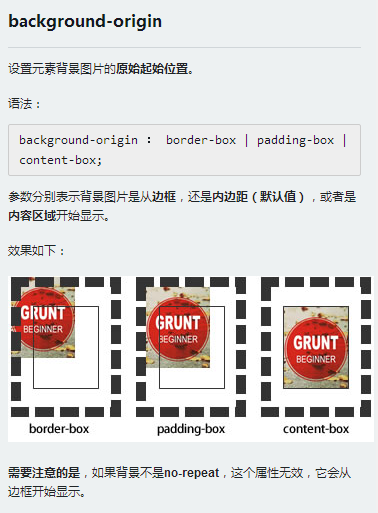 background-origin
设置元素背景图片的原始起始位置。
语法：
background-origin ： border-box | padding-box |
content-box;
参数分别表示背景图片是从边框，还是内边距（默认值），或者是
内容区域开始显示。
效果如下：
GRUNT
BEGINNER
GRUNT
BEGINNER
GRUNT
BEGINNER
border-box
padding-box
content-box
需要注意的是，如果背景不是no-repeat，这个属性无效，它会从
边框开始显示。